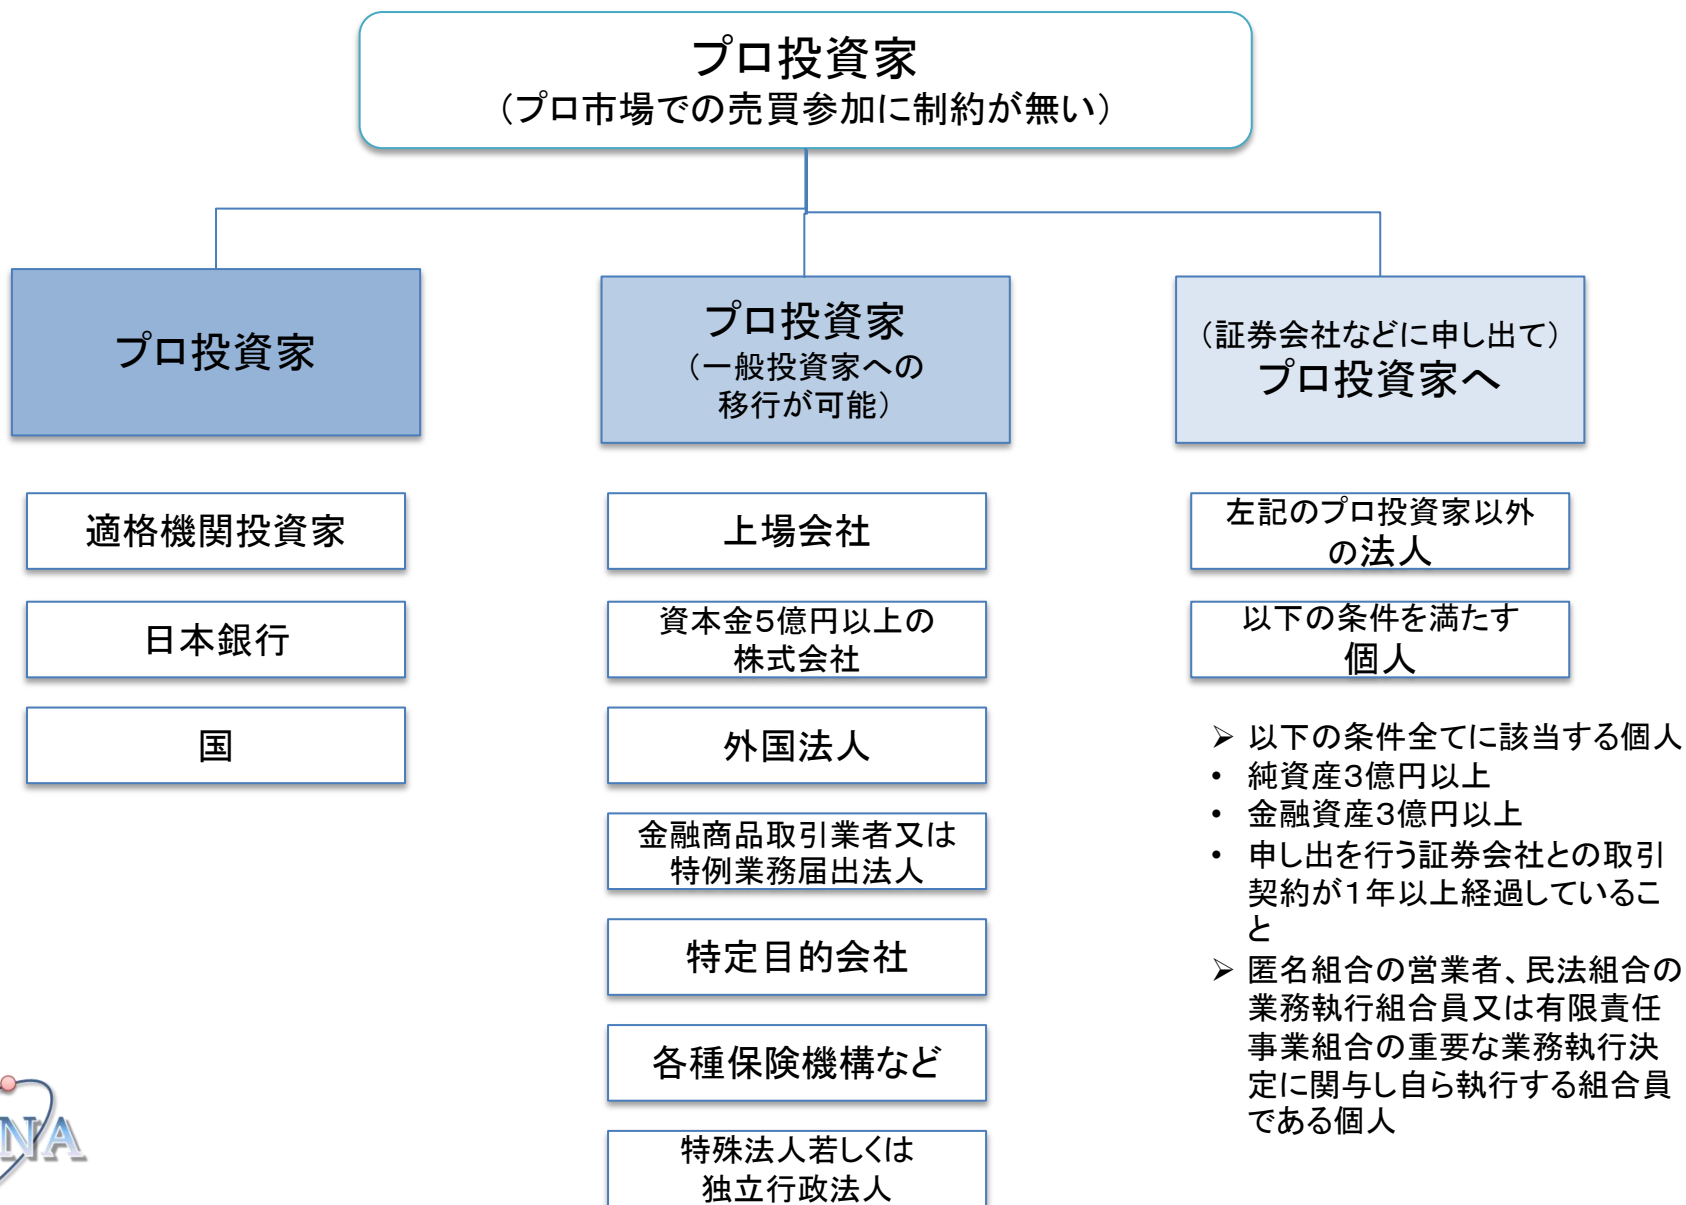 プロ投資家
（プロ市場での売買参加に制約が無い）
プロ投資家
適格機関投資家
日本銀行
国
プロ投資家
（一般投資家への
移行が可能）
上場会社
資本金5億円以上の
株式会社
外国法人
金融商品取引業者又は
特例業務届出法人
特定目的会社
各種保険機構など
特殊法人若しくは
独立行政法人
（証券会社などに申し出て）
プロ投資家へ
左記のプロ投資家以外
の法人
以下の条件を満たす
個人
➢ 以下の条件全てに該当する個人
• 純資産3億円以上
• 金融資産3億円以上
• 申し出を行う証券会社との取引
契約が1年以上経過しているこ
と
➢ 匿名組合の営業者、民法組合の
業務執行組合員又は有限責任
事業組合の重要な業務執行決
定に関与し自ら執行する組合員
である個人
NA